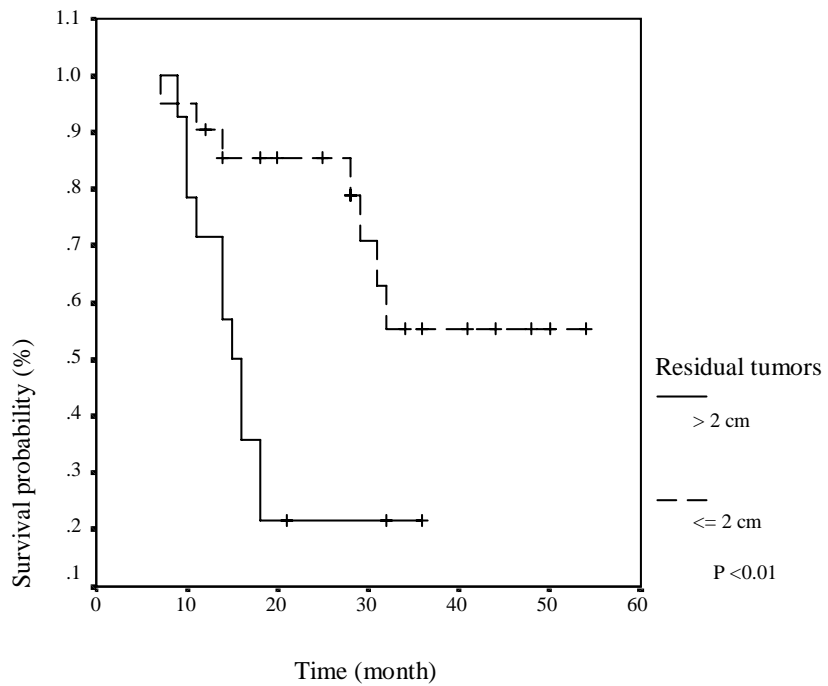 1.1
1.0
.9
.8
.7
.6
.5
.4
.3
.2
.1
Survival probability (%)
0 10 20 30 40 50 60
Time (month)
Residual tumors
> 2 cm
<= 2 cm
P <0.01